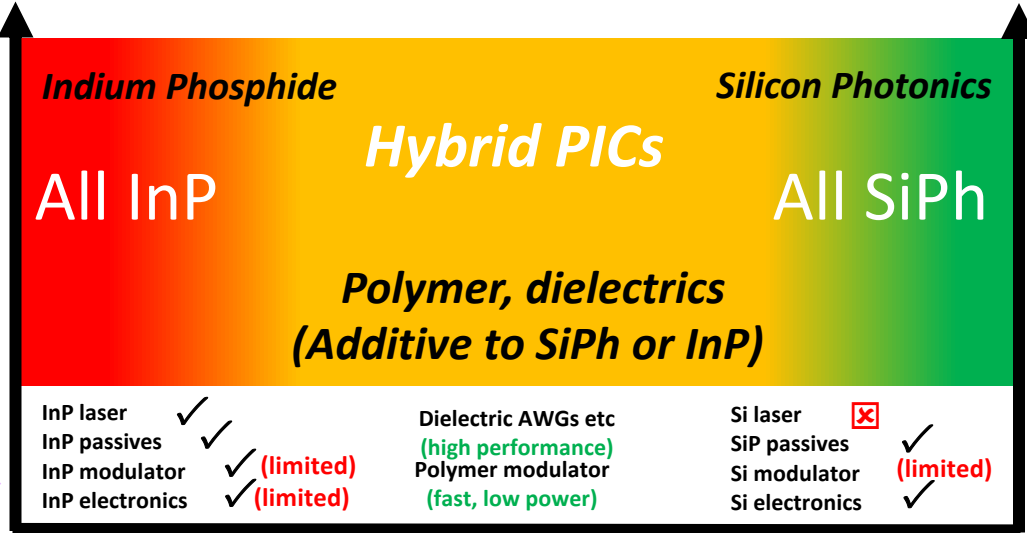 Indium Phosphide
Silicon Photonics
Hybrid PICs
All InP
All SiPh
Polymer, dielectrics
(Additive to SiPh or InP)
InP laser ✓
InP passives ✓
InP modulator ✓ (limited)
InP electronics ✓ (limited)
Dielectric AWGs etc
(high performance)
Polymer modulator
(fast, low power)
Si laser ☒
SiP passives ✓
Si modulator (limited)
Si electronics ✓